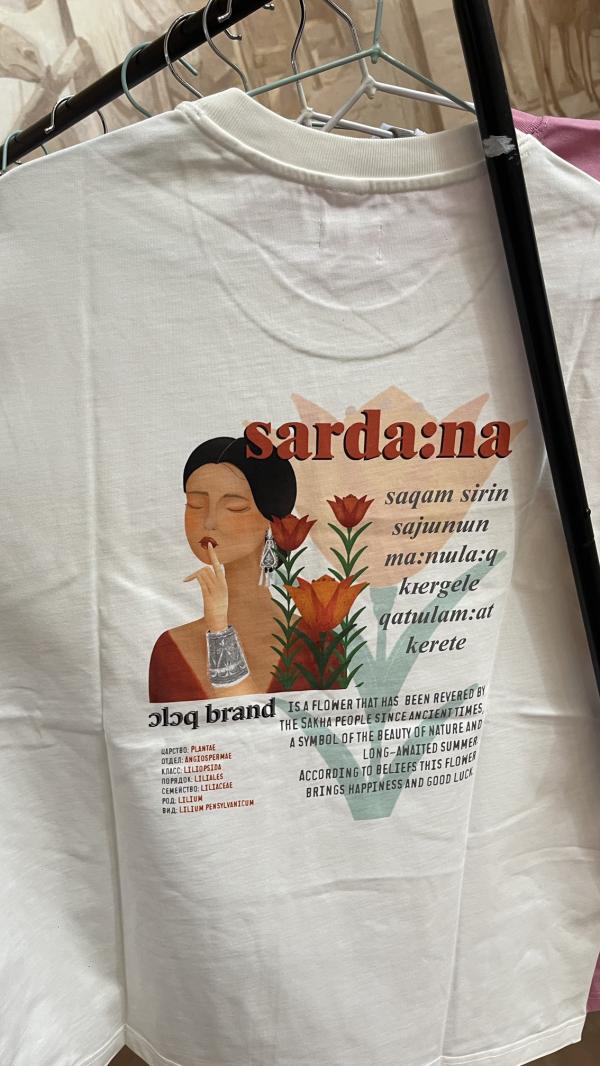 sarda:na
saqam sirin
sajunun
ma:nɯla:q
kıergele
qatɯlam:at
kerete
ɔlɔq brand
IS A FLOWER THAT HAS BEEN REVERED BY
THE SAKHA PEOPLE SINCE ANCIENT TIMES,
A SYMBOL OF THE BEAUTY OF NATURE AND
LONG-AWAITED SUMMER.
ACCORDING TO BELIEFS THIS FLOWER
BRINGS HAPPINESS AND GOOD LUCK.
ЦАРСТВО: PLANTAE
ОТДЕЛ: ANGIOSPERMAE
КЛАСС: LILIOPSIDA
ПОРЯДОК: LILIALES
СЕМЕЙСТВО: LILIACEAE
РОД: LILIUM
ВИД: LILIUM PENSYLVANICUM